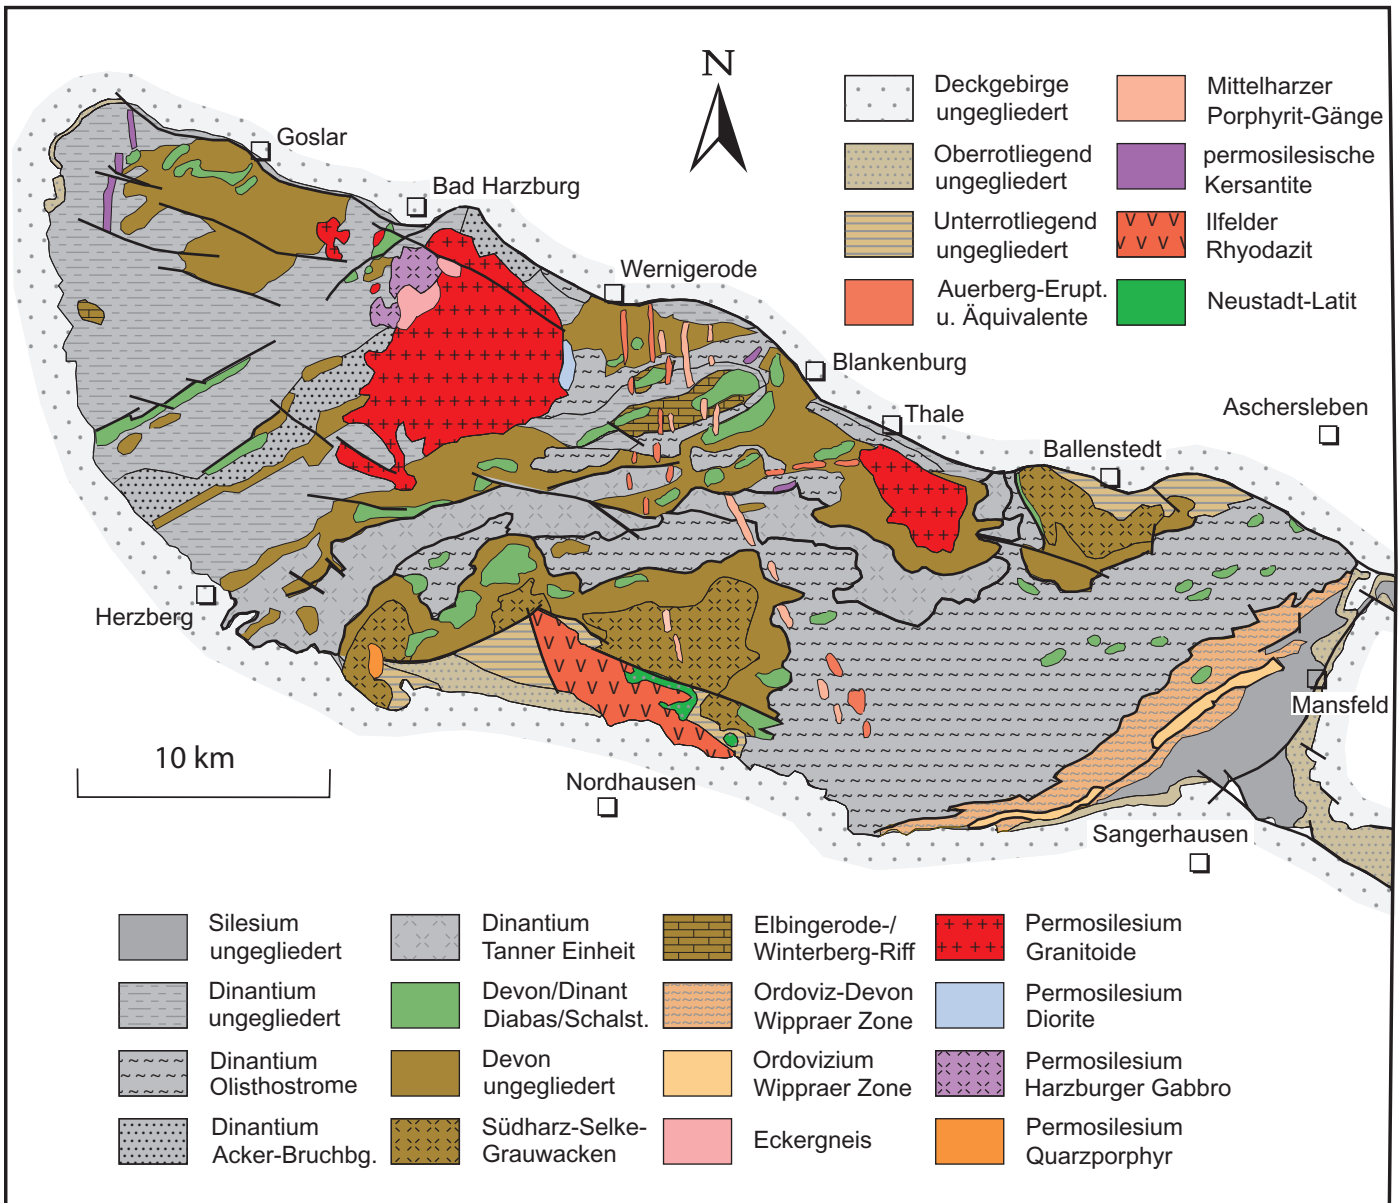 N
Goslar
Bad Harzburg
Wernigerode
Blankenburg
Thale
Ballenstedt
Aschersleben
Herzberg
Mansfeld
Nordhausen
Sangerhausen
10 km
Deckgebirge
ungegliedert
Oberrotliegend
ungegliedert
Unterrotliegend
ungegliedert
Auerberg-Erupt.
u. Äquivalente
Mittelharzer
Porphyrit-Gänge
permosilesische
Kersantite
Ilfelder
Rhyodazit
Neustadt-Latit
Silesium
ungegliedert
Dinantium
ungegliedert
Dinantium
Olisthostrome
Dinantium
Acker-Bruchbg.
Dinantium
Tanner Einheit
Devon/Dinant
Diabas/Schalst.
Devon
ungegliedert
Südharz-Selke-
Grauwacken
Elbingerode-/
Winterberg-Riff
Ordoviz-Devon
Wippraer Zone
Ordovizium
Wippraer Zone
Eckergneis
Permosilesium
Granitoide
Permosilesium
Diorite
Permosilesium
Harzburger Gabbro
Permosilesium
Quarzporphyr